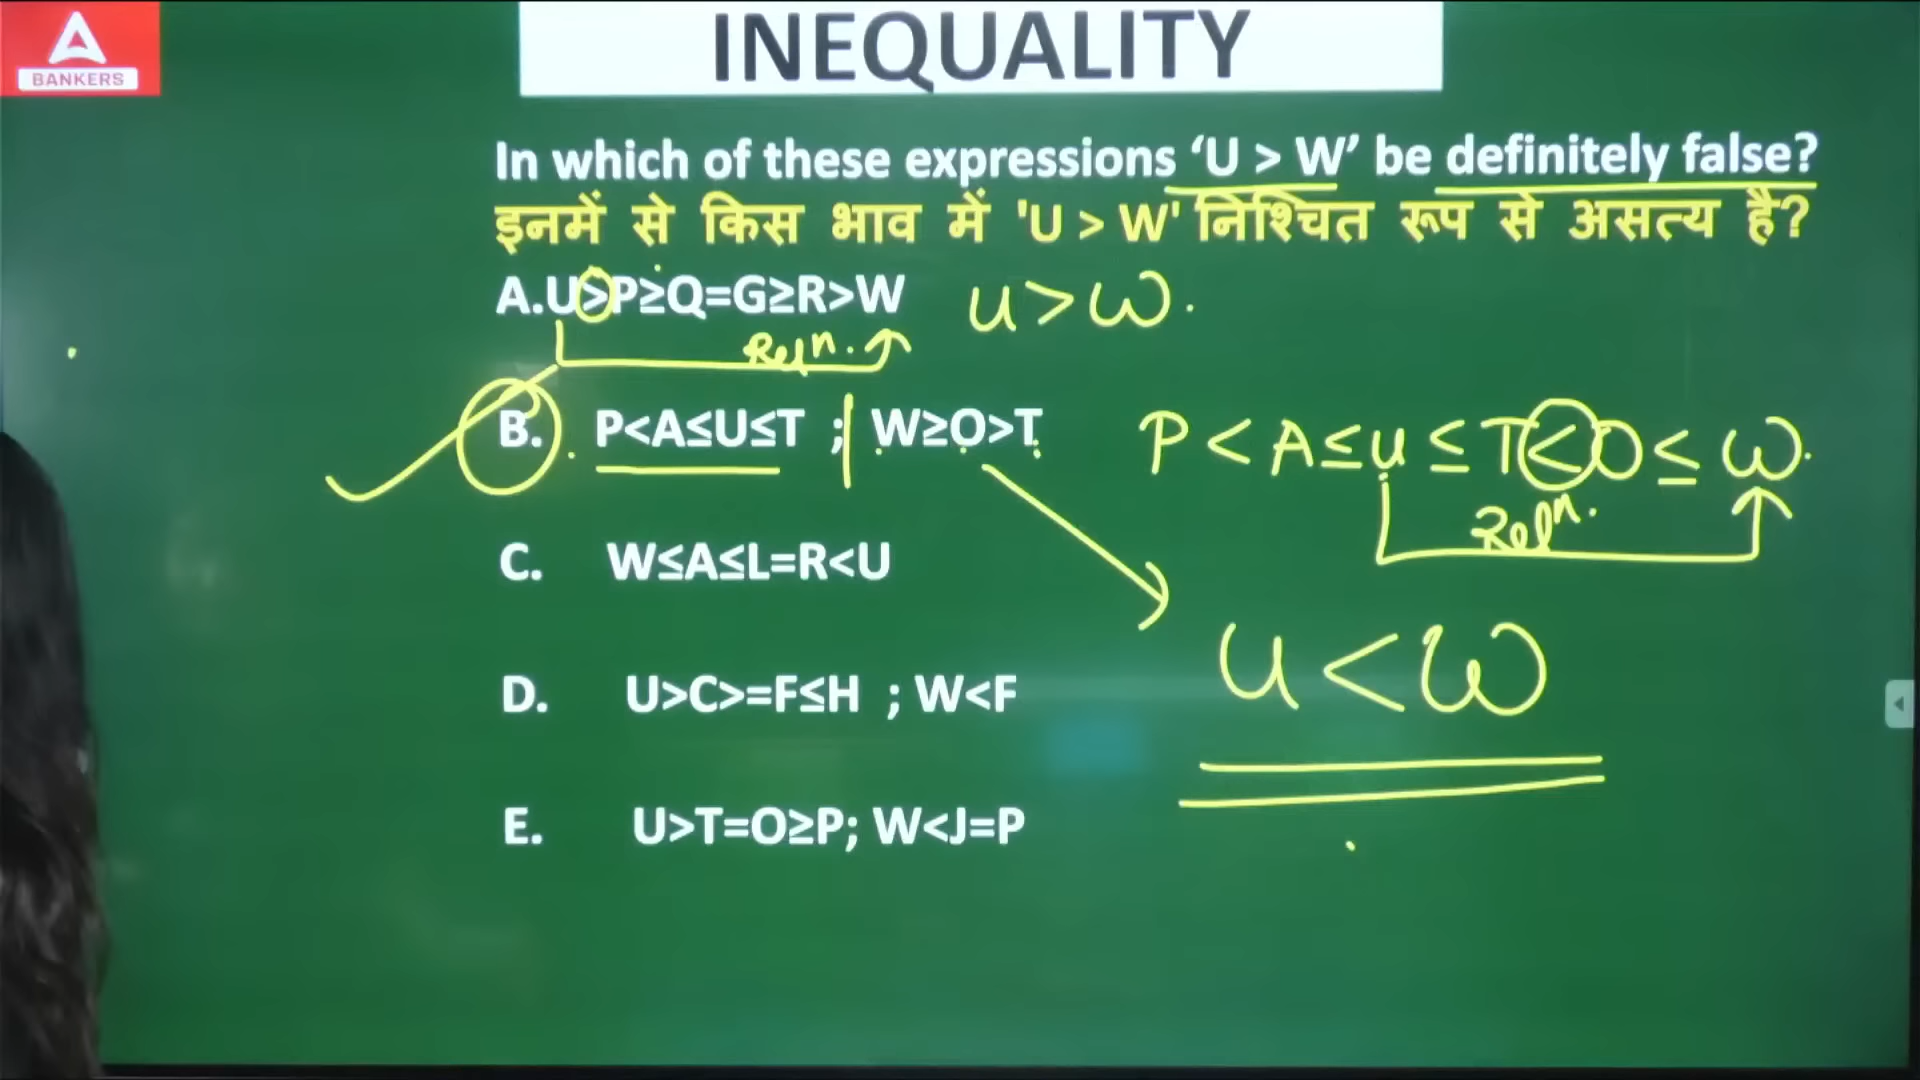 BANKERS
INEQUALITY
In which of these expressions ‘U > W’ be definitely false?
इनमें से किस भाव में 'U > W' निश्चित रूप से असत्य है?
A.U>P≥Q=G≥R>W U>W.
Reln.
B. P<A≤U≤T ; W≥O>T P<A≤U≤T<O≤W.
Reln.
C. W≤A≤L=R<U
U<W
D. U>C>=F≤H ; W<F
E. U>T=O≥P; W<J=P